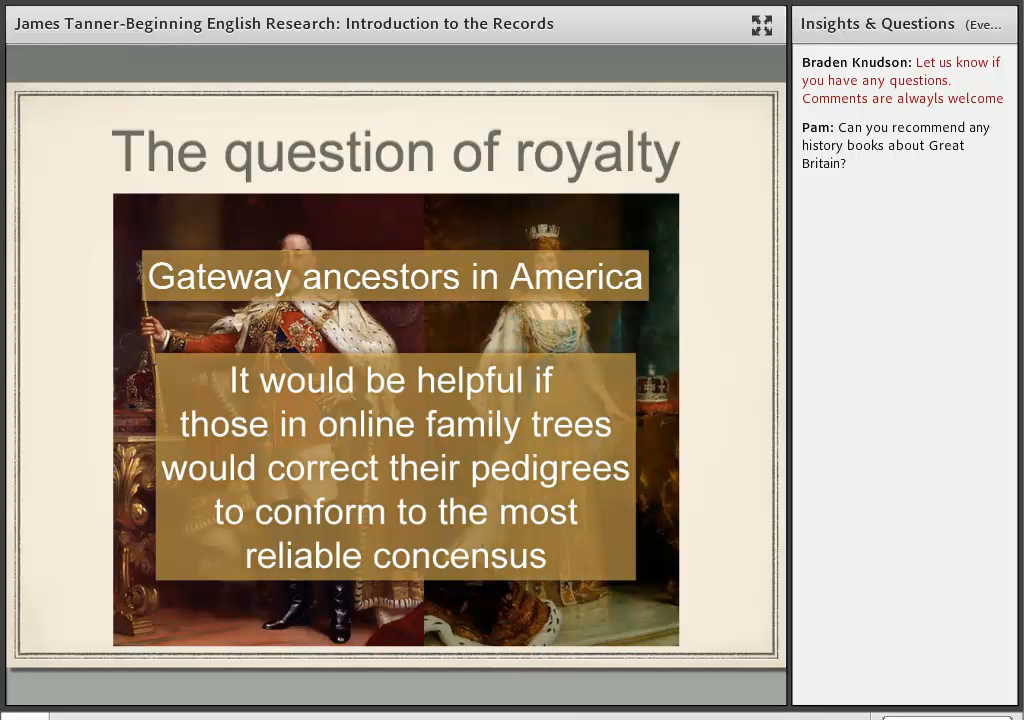 James Tanner-Beginning English Research: Introduction to the Records
The question of royalty
Gateway ancestors in America
It would be helpful if
those in online family trees
would correct their pedigrees
to conform to the most
reliable concensus
Insights & Questions (Eve...
Braden Knudson: Let us know if
you have any questions.
Comments are alwayls welcome
Pam: Can you recommend any
history books about Great
Britain?